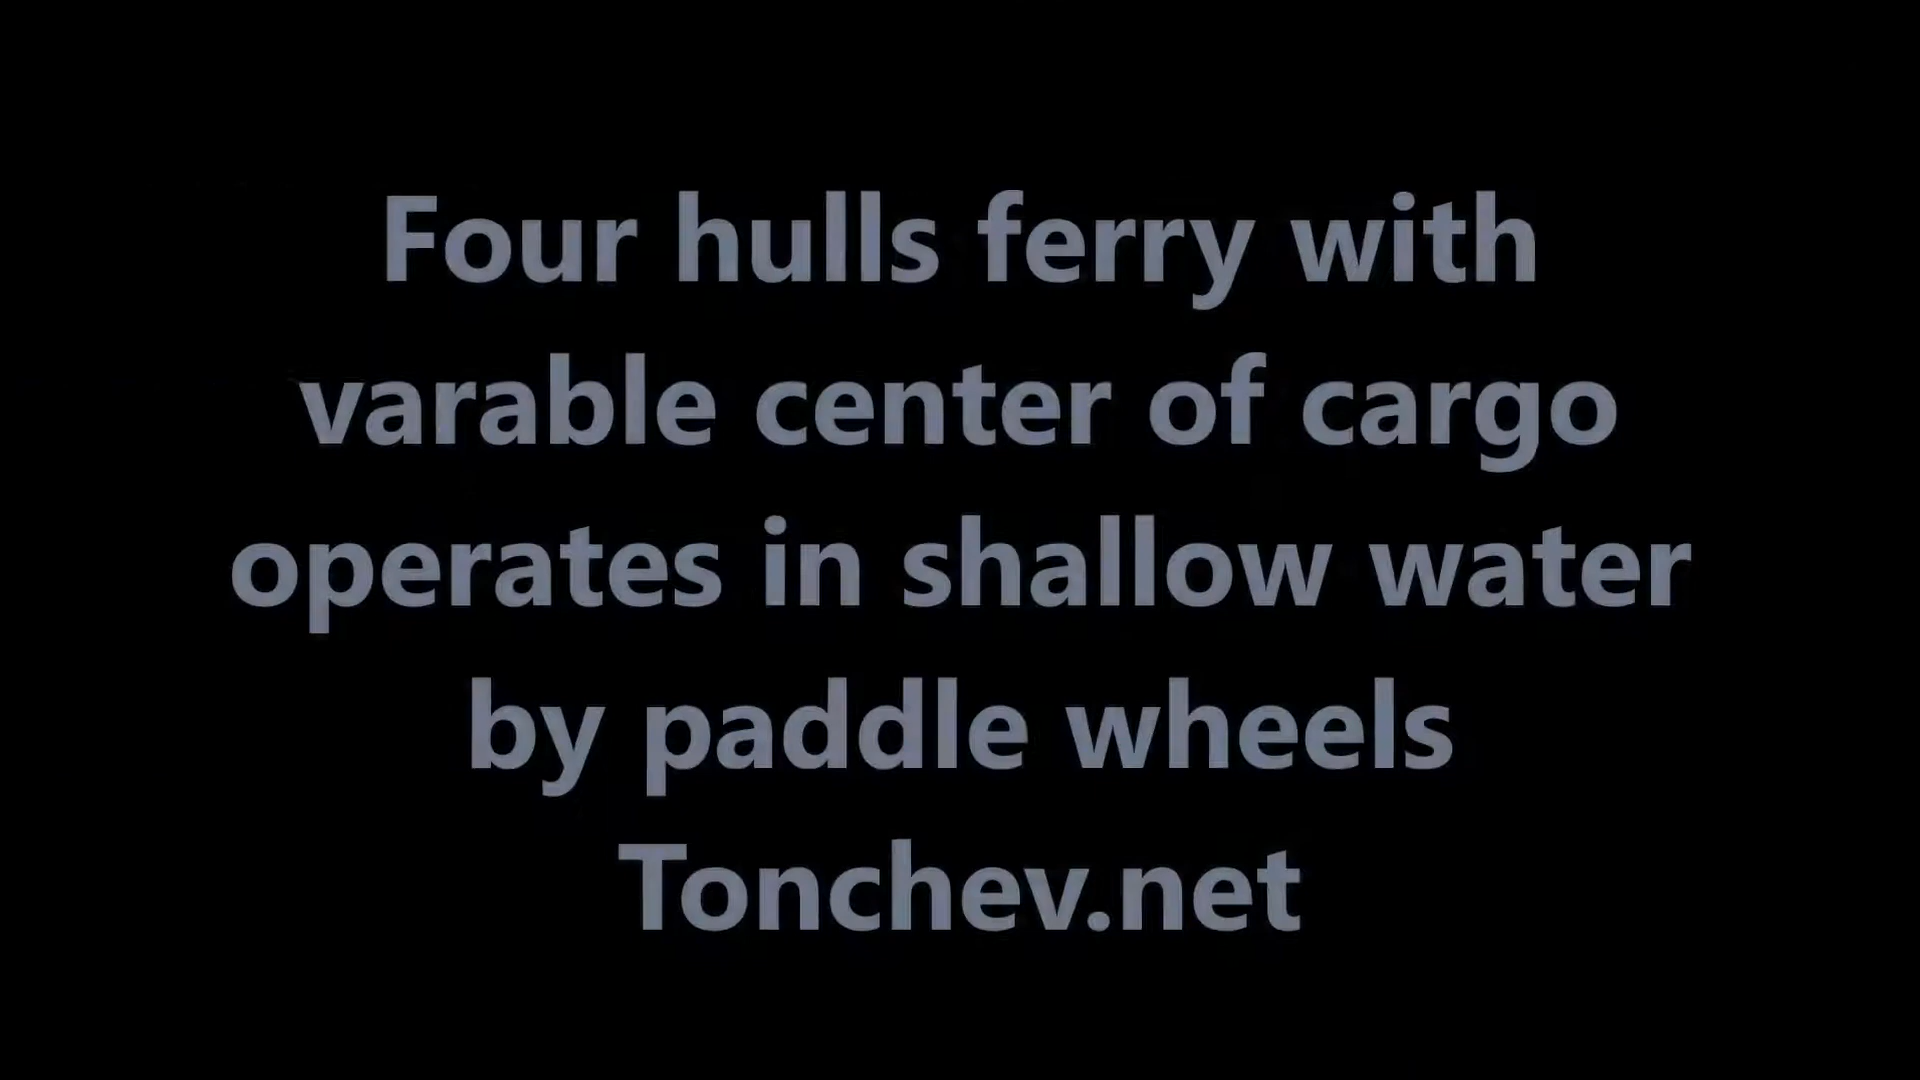 Four hulls ferry with
varable center of cargo
operates in shallow water
by paddle wheels
Tonchev.net